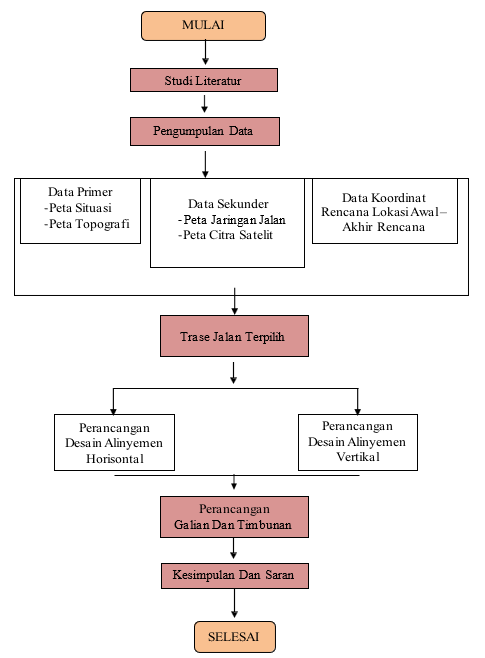 MULAI
Studi Literatur
Pengumpulan Data
Data Primer
-Peta Situasi
-Peta Topografi
Data Sekunder
-Peta Jaringan Jalan
-Peta Citra Satelit
Data Koordinat
Rencana Lokasi Awal –
Akhir Rencana
Trase Jalan Terpilih
Perancangan
Desain Alinyemen
Horisontal
Perancangan
Desain Alinyemen
Vertikal
Perancangan
Galian Dan Timbunan
Kesimpulan Dan Saran
SELESAI